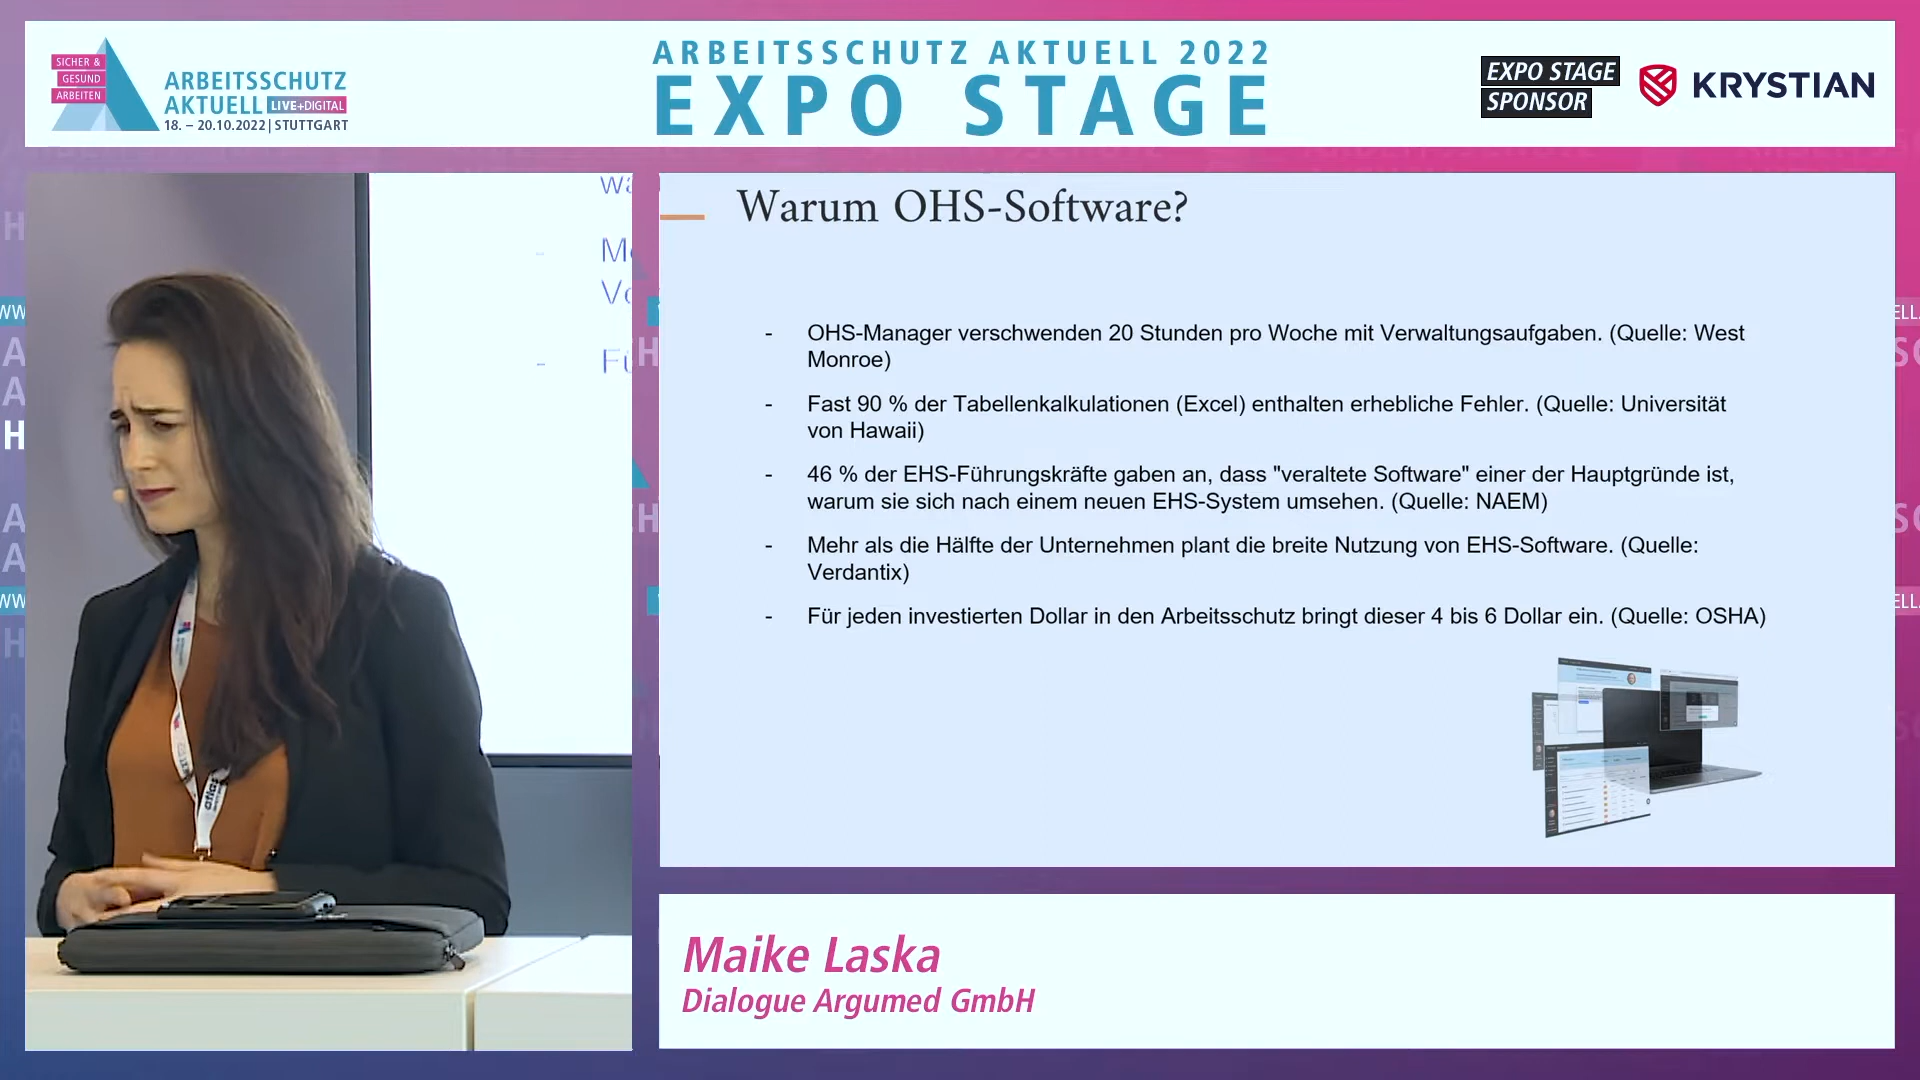 SICHER &
GESUND
ARBEITEN
ARBEITSSCHUTZ
AKTUELL LIVE+DIGITAL
18. – 20.10.2022 | STUTTGART
ARBEITSSCHUTZ AKTUELL 2022
EXPO STAGE
EXPO STAGE
SPONSOR
KRYSTIAN
Warum OHS-Software?
- OHS-Manager verschwenden 20 Stunden pro Woche mit Verwaltungsaufgaben. (Quelle: West
Monroe)
- Fast 90 % der Tabellenkalkulationen (Excel) enthalten erhebliche Fehler. (Quelle: Universität
von Hawaii)
- 46 % der EHS-Führungskräfte gaben an, dass "veraltete Software" einer der Hauptgründe ist,
warum sie sich nach einem neuen EHS-System umsehen. (Quelle: NAEM)
- Mehr als die Hälfte der Unternehmen plant die breite Nutzung von EHS-Software. (Quelle:
Verdantix)
- Für jeden investierten Dollar in den Arbeitsschutz bringt dieser 4 bis 6 Dollar ein. (Quelle: OSHA)
Maike Laska
Dialogue Argumed GmbH